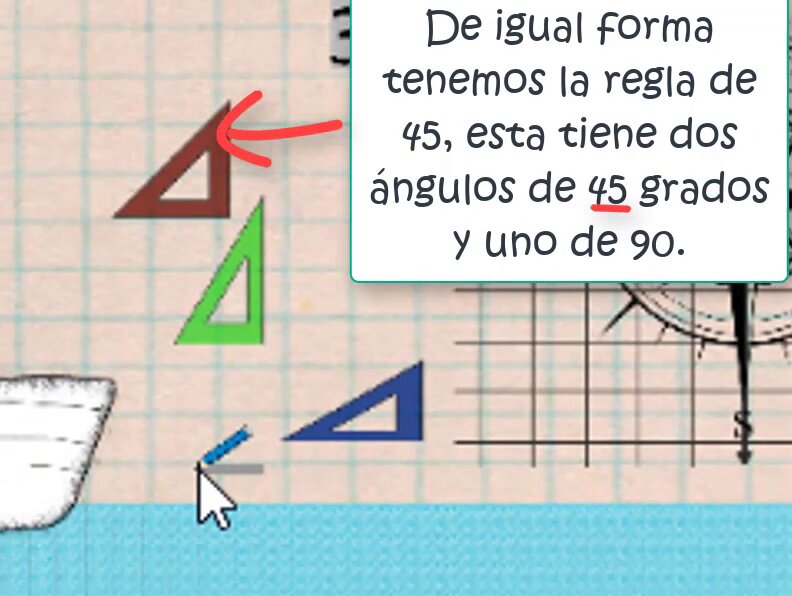 De igual forma
tenemos la regla de
45, esta tiene dos
ángulos de 45 grados
y uno de 90.
S